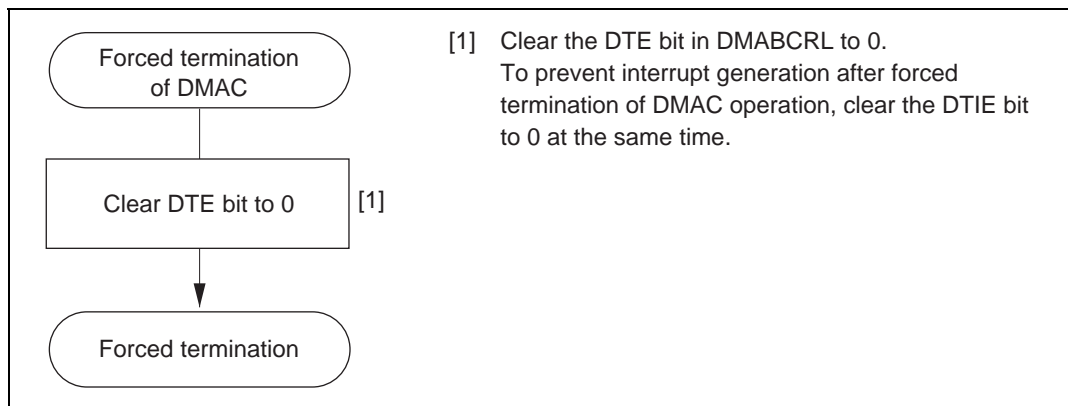 Forced termination
of DMAC
Clear DTE bit to 0
[1]
Forced termination
[1] Clear the DTE bit in DMABCRL to 0.
To prevent interrupt generation after forced
termination of DMAC operation, clear the DTIE bit
to 0 at the same time.